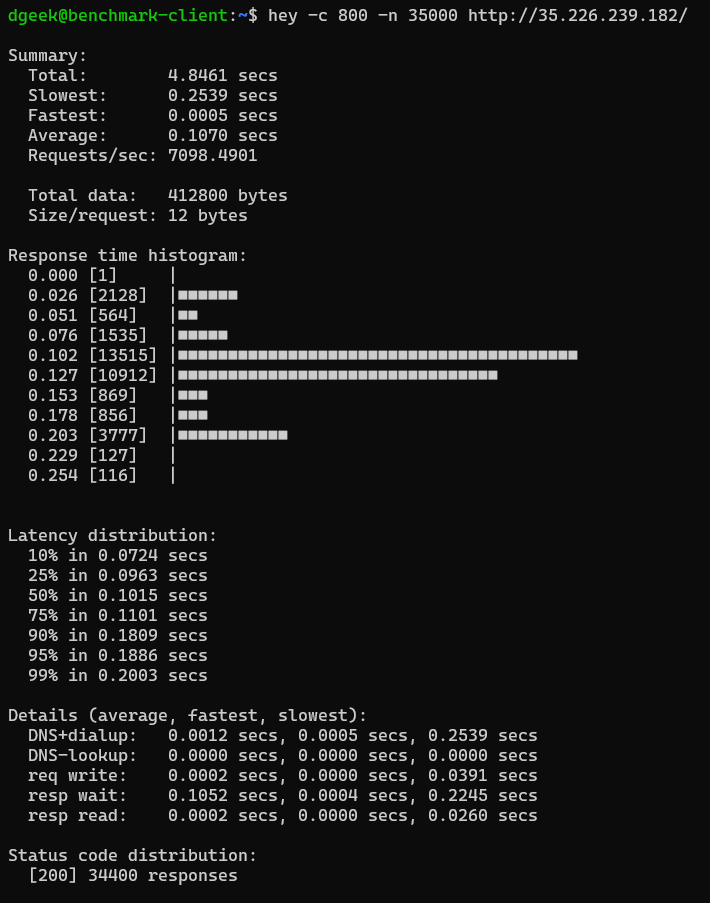 dgeek@benchmark-client:~$ hey -c 800 -n 35000 http://35.226.239.182/
Summary:
Total: 4.8461 secs
Slowest: 0.2539 secs
Fastest: 0.0005 secs
Average: 0.1070 secs
Requests/sec: 7098.4901
Total data: 412800 bytes
Size/request: 12 bytes
Response time histogram:
0.000 [1] |
0.026 [2128] |■■■■■■
0.051 [564] |■■
0.076 [1535] |■■■■■
0.102 [13515] |■■■■■■■■■■■■■■■■■■■■■■■■■■■■■■■■■■■■■■■■
0.127 [10912] |■■■■■■■■■■■■■■■■■■■■■■■■■■■■■■■■
0.153 [869] |■■■
0.178 [856] |■■■
0.203 [3777] |■■■■■■■■■■■
0.229 [127] |
0.254 [116] |
Latency distribution:
10% in 0.0724 secs
25% in 0.0963 secs
50% in 0.1015 secs
75% in 0.1101 secs
90% in 0.1809 secs
95% in 0.1886 secs
99% in 0.2003 secs
Details (average, fastest, slowest):
DNS+dialup: 0.0012 secs, 0.0005 secs, 0.2539 secs
DNS-lookup: 0.0000 secs, 0.0000 secs, 0.0000 secs
req write: 0.0002 secs, 0.0000 secs, 0.0391 secs
resp wait: 0.1052 secs, 0.0004 secs, 0.2245 secs
resp read: 0.0002 secs, 0.0000 secs, 0.0260 secs
Status code distribution:
[200] 34400 responses